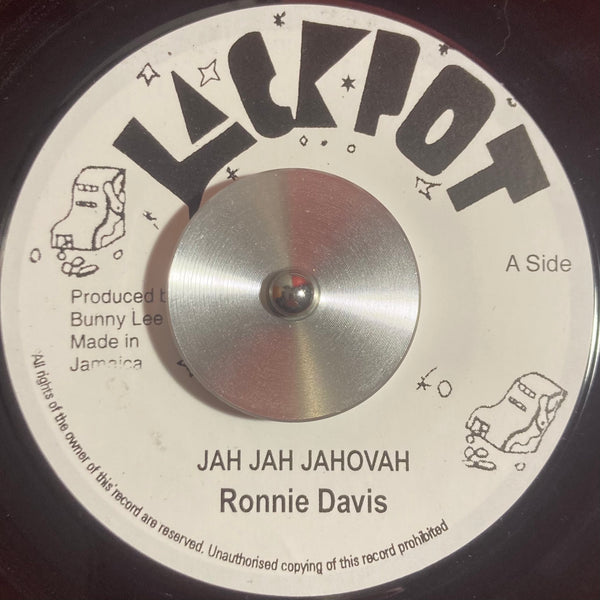 JACKPOT
A Side
Produced
Bunny Lee
Made in
Jamaica
JAH JAH JAHOVAH
Ronnie Davis
All rights of the owner of this record are reserved. Unauthorised copying of this record prohibited